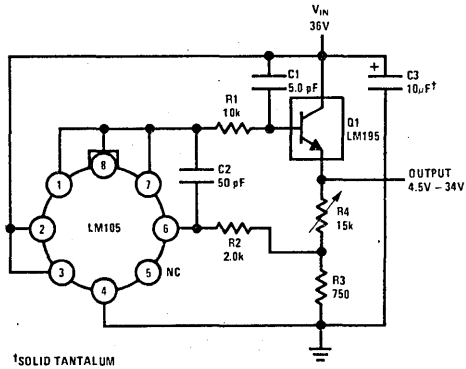 VIN
36V
C1
5.0 pF
+
C3
10μF†
R1
10k
Q1
LM195
8
1
7
C2
50 pF
OUTPUT
4.5V – 34V
R4
15k
2
LM105
6
R2
2.0k
3
5
NC
4
R3
750
†SOLID TANTALUM